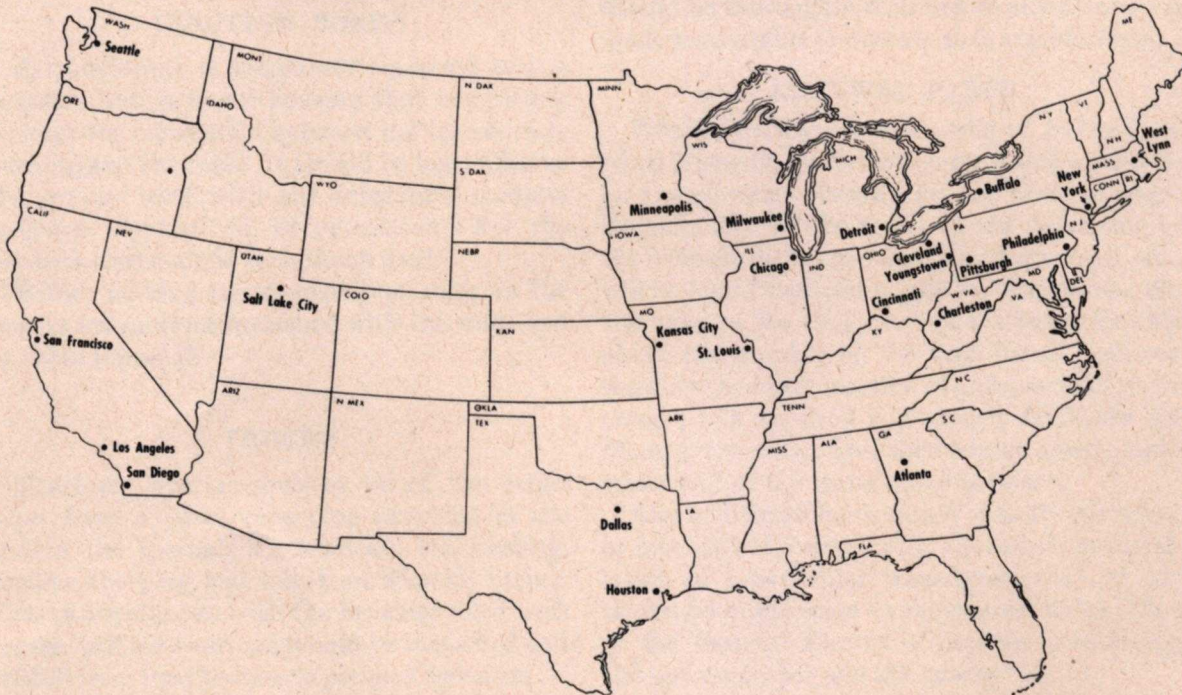 WASH
Seattle
ORE
IDAHO
MONT
N DAK
MINN
S DAK
WYO
WIS
MICH
NY
VT
NH
ME
MASS
CONN
RI
West
Lynn
New
York
Buffalo
Minneapolis
Milwaukee
Detroit
IOWA
NEBR
CALIF
NEV
UTAH
Salt Lake City
COLO
KAN
MO
Kansas City
St. Louis
ILL
Chicago
IND
OHIO
Cleveland
Youngstown
Cincinnati
PA
Pittsburgh
Philadelphia
NJ
MD
DEL
W VA
VA
Charleston
KY
San Francisco
Los Angeles
San Diego
ARIZ
N MEX
OKLA
TEX
ARK
TENN
NC
SC
MISS
ALA
GA
Atlanta
LA
FLA
Dallas
Houston